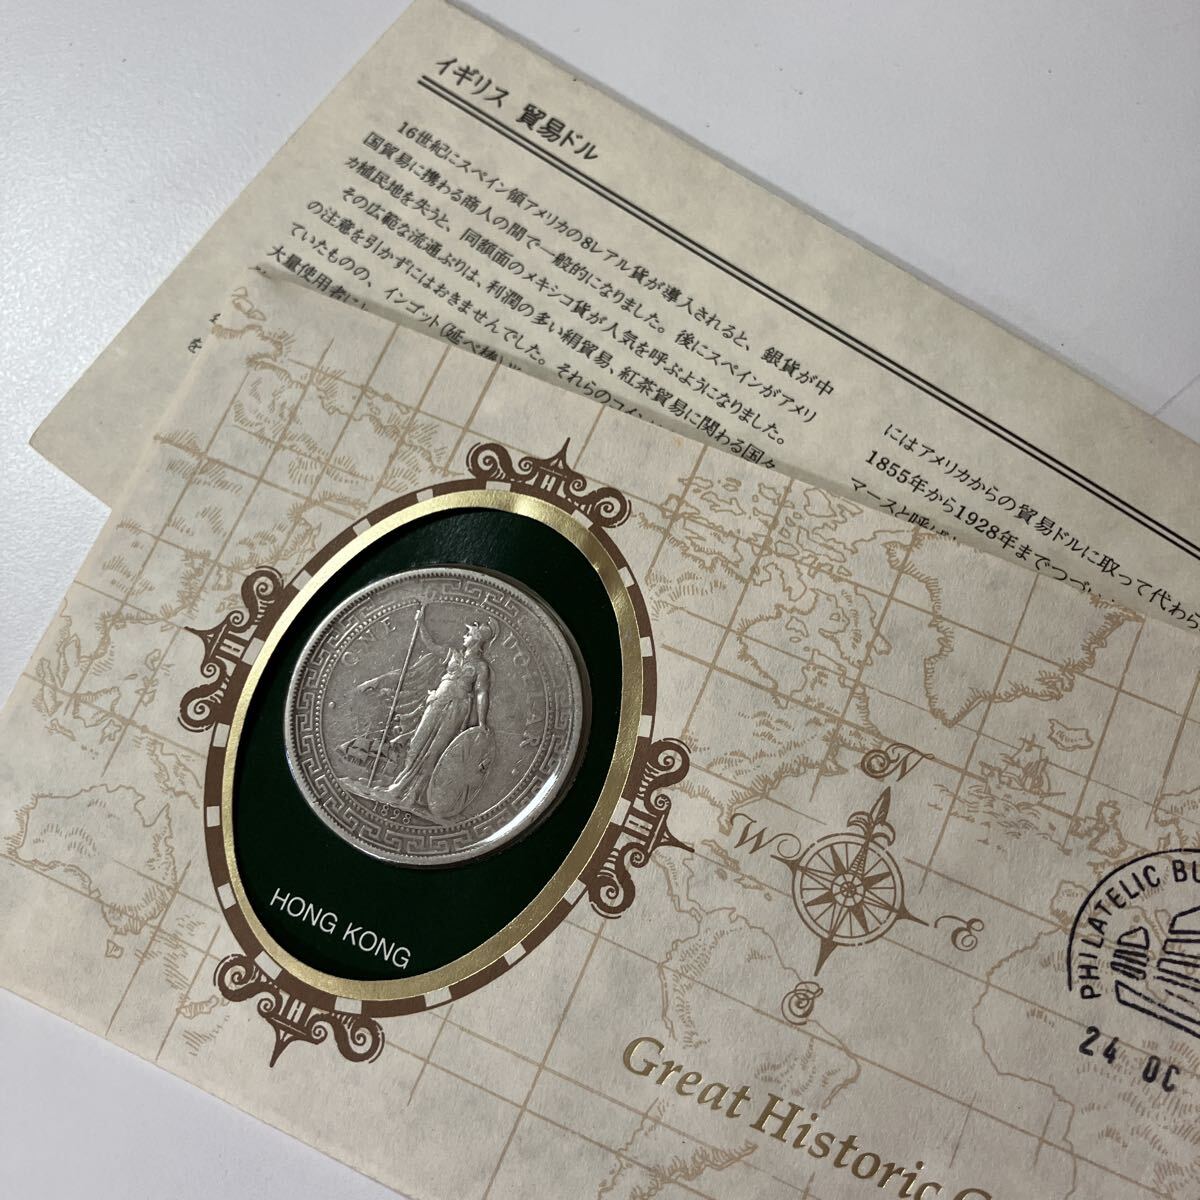 イギリス 貿易ドル
16世紀にスペイン領アメリカの8レアル貨が導入されると、銀貨が中
国貿易に携わる商人の間で一般的になりました。後にスペインがアメリ
カ植民地を失うと、同額面のメキシコ貨が人気を呼ぶようになりました。
その広範な流通ぶりは、利潤の多い絹貿易、紅茶貿易に関わる国々
の注意を引かずにはおきませんでした。それらのコイン
ていたものの、インゴット(延べ棒)
大量使用者に
を
にはアメリカからの貿易ドルに取って代わら
1855年から1928年までつづ
マースと呼ば
ONE DOLLAR
1898
HONG KONG
N
W
E
S
PHILATELIC BU
24 OC
Great Historic C